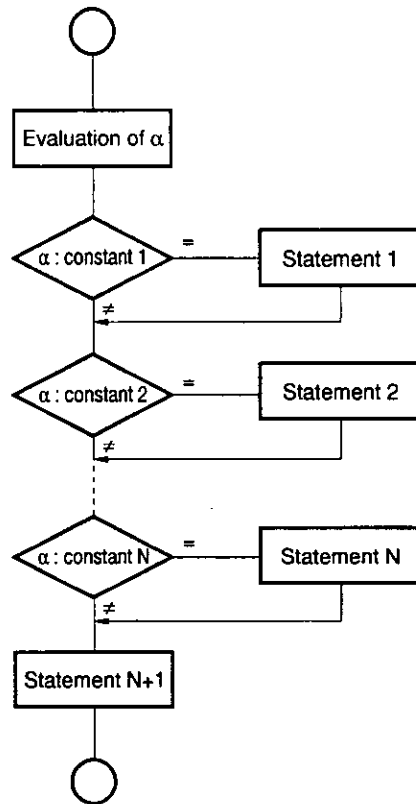 Evaluation of α
α : constant 1
=
Statement 1
≠
α : constant 2
=
Statement 2
≠
α : constant N
=
Statement N
≠
Statement N+1